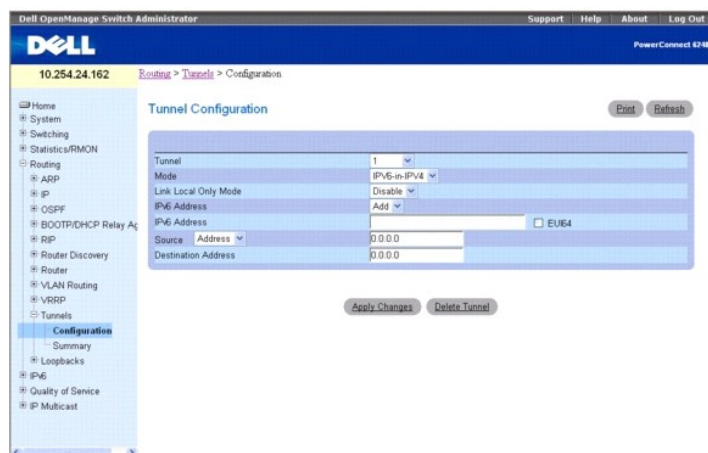 Dell OpenManage Switch Administrator
Support Help About Log Out
DELL
PowerConnect 6248
10.254.24.162
Routing > Tunnels > Configuration
Home
System
Switching
Statistics/RMON
Routing
ARP
IP
OSPF
BOOTP/DHCP Relay Ag
RIP
Router Discovery
Router
VLAN Routing
VRRP
Tunnels
Configuration
Summary
Loopbacks
IPv6
Quality of Service
IP Multicast
Tunnel Configuration
Print Refresh
Tunnel 1
Mode IPV6-in-IPV4
Link Local Only Mode Disable
IPv6 Address Add
IPv6 Address EUI64
Source Address 0.0.0.0
Destination Address 0.0.0.0
Apply Changes Delete Tunnel